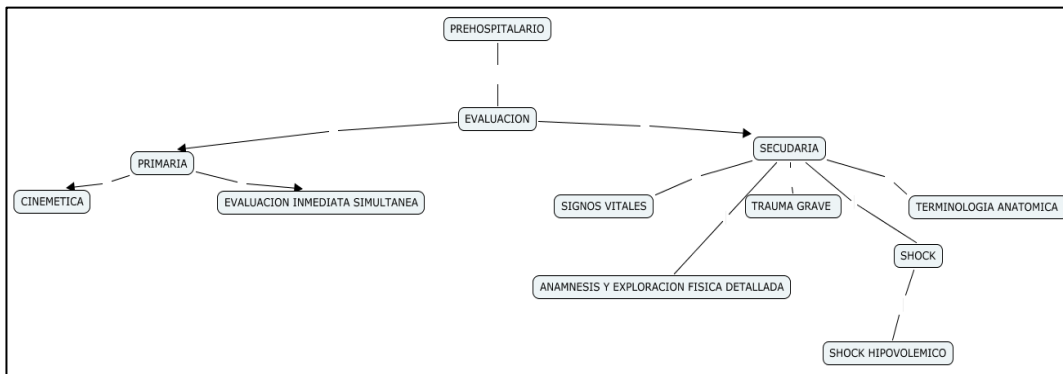 PREHOSPITALARIO
EVALUACION
PRIMARIA
SECUDARIA
CINEMETICA
EVALUACION INMEDIATA SIMULTANEA
SIGNOS VITALES
TRAUMA GRAVE
TERMINOLOGIA ANATOMICA
SHOCK
ANAMNESIS Y EXPLORACION FISICA DETALLADA
SHOCK HIPOVOLEMICO